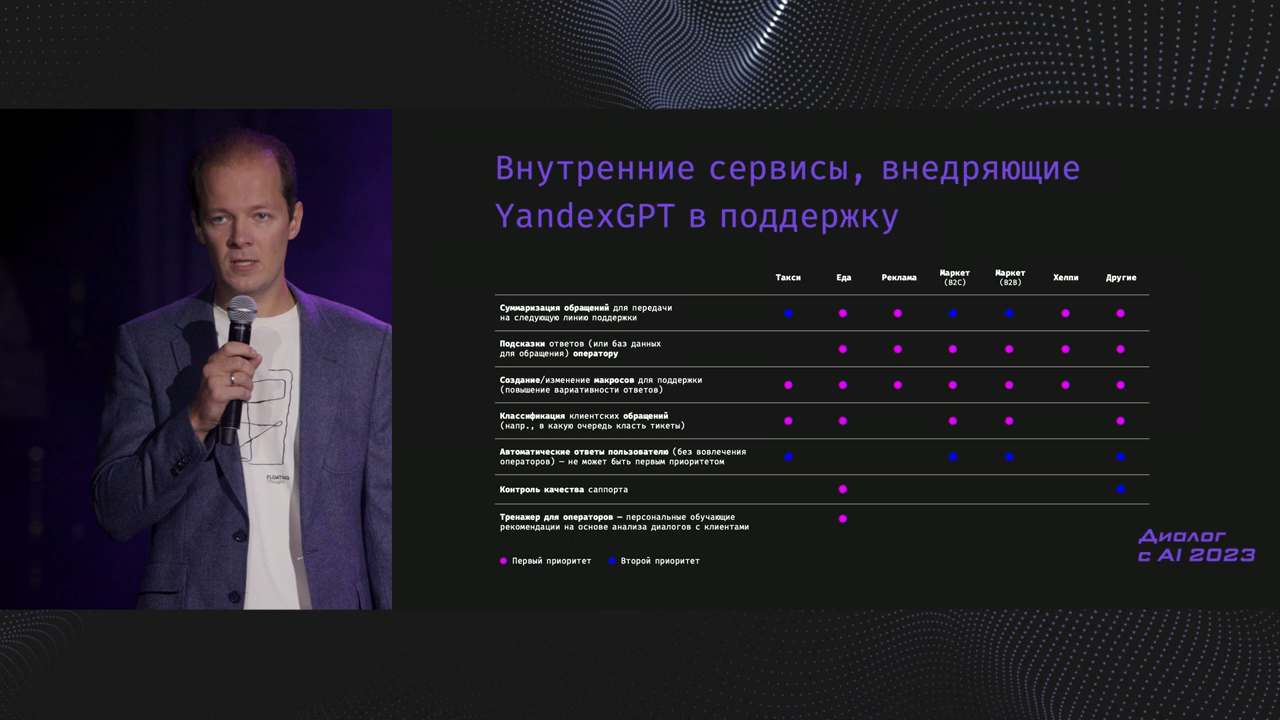 Внутренние сервисы, внедряющие
YandexGPT в поддержку
Такси
Еда
Реклама
Маркет
(B2C)
Маркет
(B2B)
Хелпи
Другие
Суммаризация обращений для передачи
на следующую линию поддержки
Подсказки ответов (или баз данных
для обращения) оператору
Создание/изменение макросов для поддержки
(повышение вариативности ответов)
Классификация клиентских обращений
(напр., в какую очередь класть тикеты)
Автоматические ответы пользователю (без вовлечения
операторов) — не может быть первым приоритетом
Контроль качества саппорта
Тренажер для операторов — персональные обучающие
рекомендации на основе анализа диалогов с клиентами
Первый приоритет
Второй приоритет
Диалог
с AI 2023
FLOATING